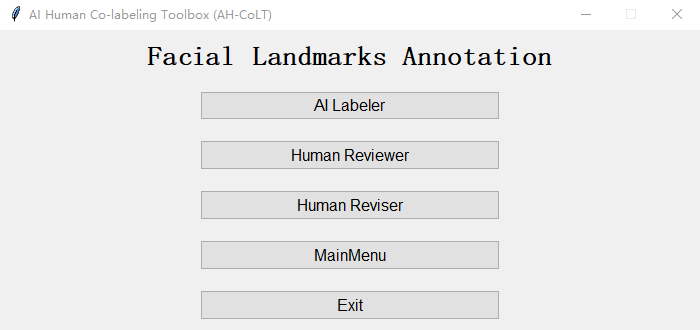 AI Human Co-labeling Toolbox (AH-CoLT)
Facial Landmarks Annotation
AI Labeler
Human Reviewer
Human Reviser
MainMenu
Exit